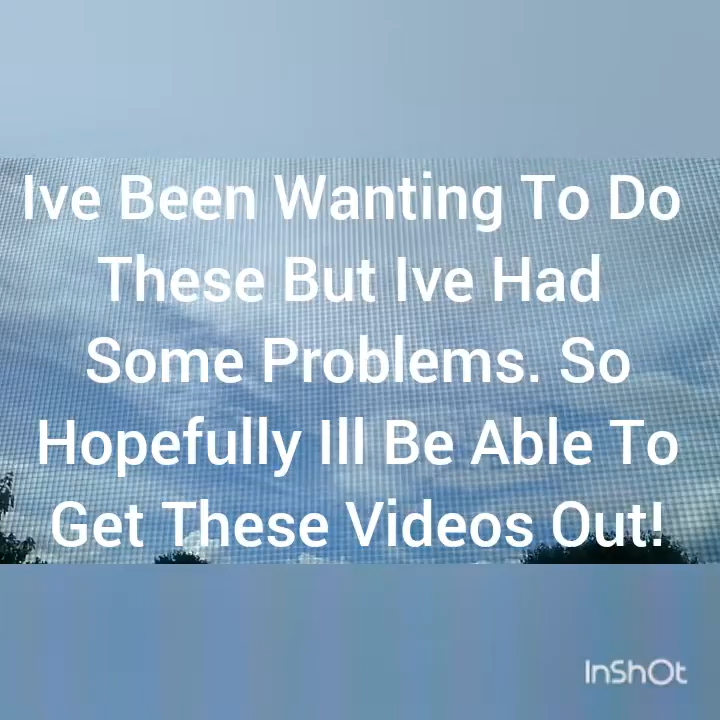 Ive Been Wanting To Do
These But Ive Had
Some Problems. So
Hopefully Ill Be Able To
Get These Videos Out!
InShOt